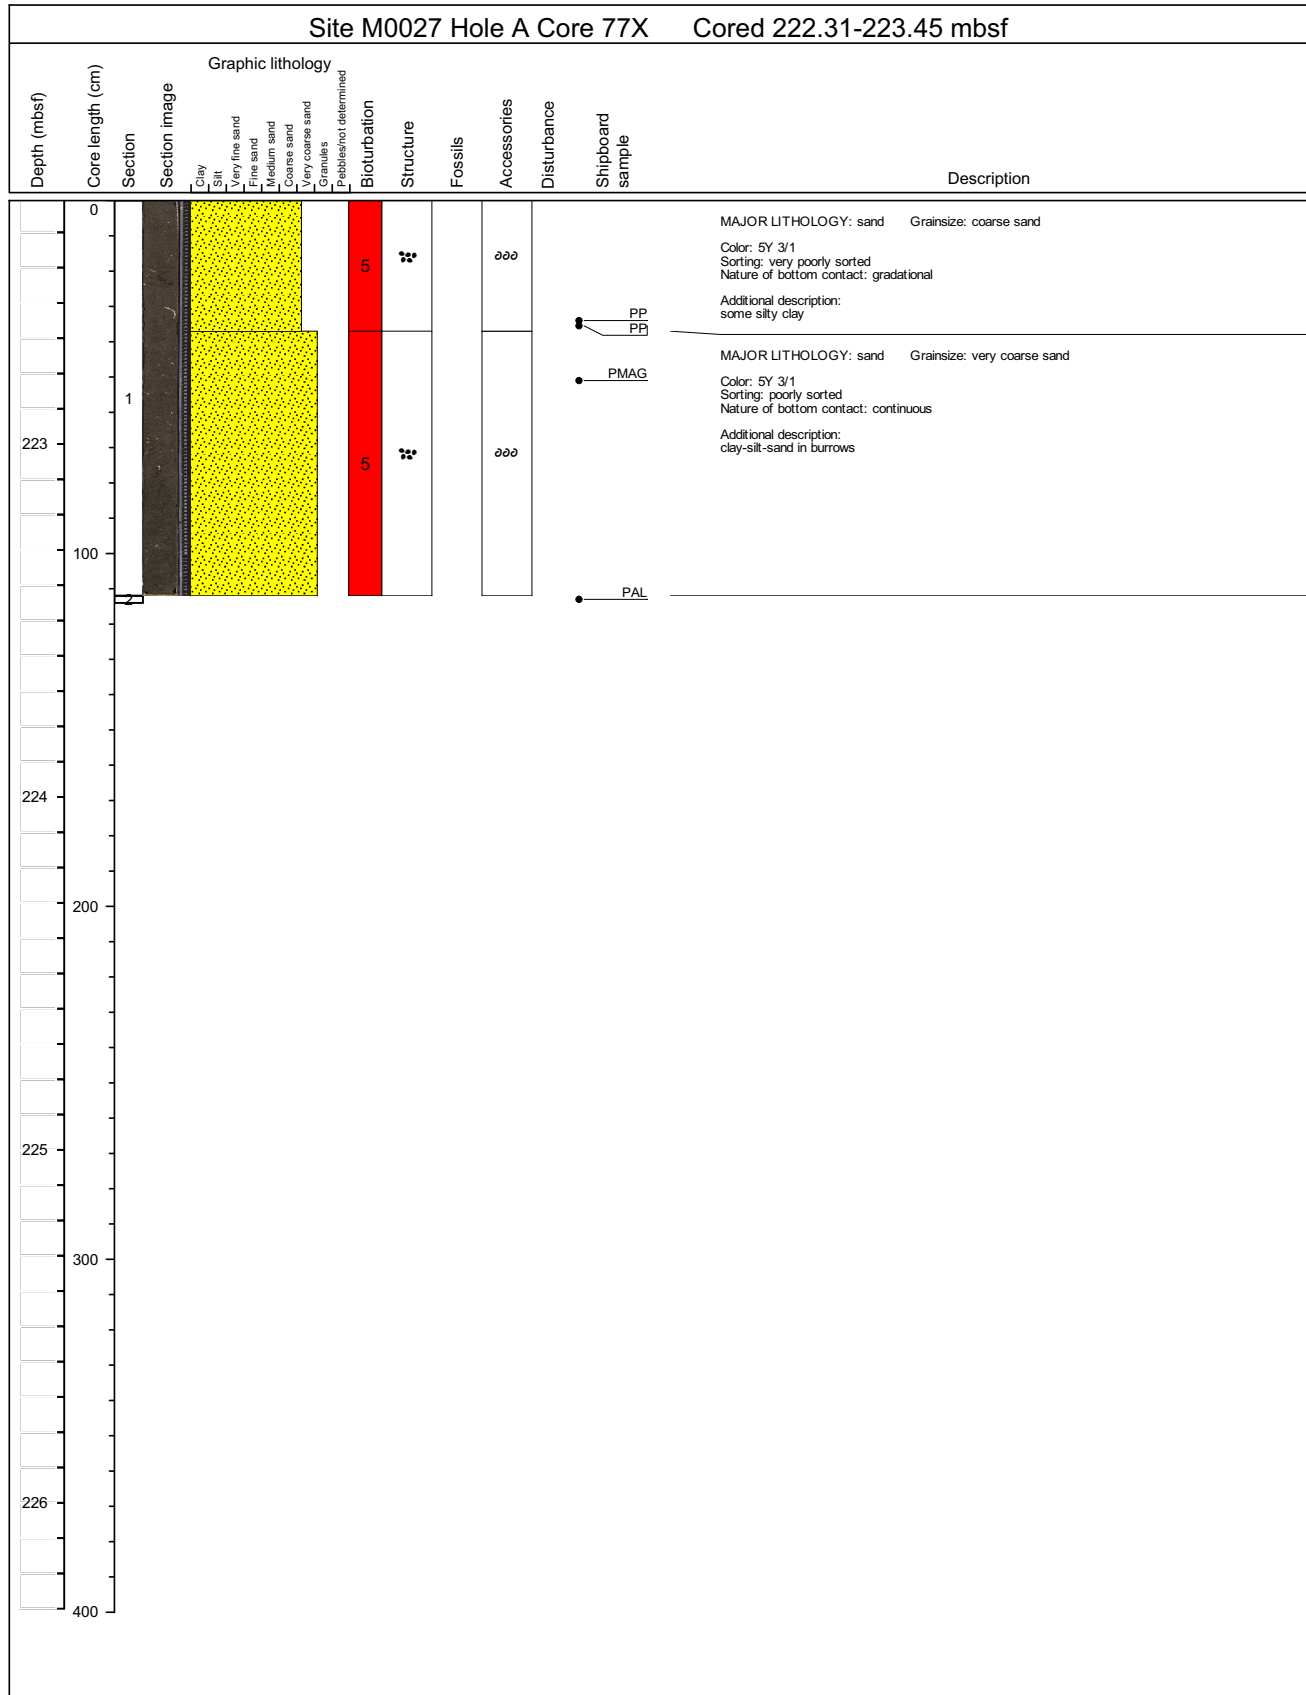 Site M0027 Hole A Core 77X Cored 222.31-223.45 mbsf
Graphic lithology
Depth (mbsf)
Core length (cm)
Section
Section image
Clay
Silt
Very fine sand
Fine sand
Medium sand
Coarse sand
Very coarse sand
Granules
Pebbles/not determined
Bioturbation
Structure
Fossils
Accessories
Disturbance
Shipboard
sample
Description
0
MAJOR LITHOLOGY: sand Grainsize: coarse sand
Color: 5Y 3/1
Sorting: very poorly sorted
Nature of bottom contact: gradational
5
Additional description:
some silty clay
PP
PP
MAJOR LITHOLOGY: sand Grainsize: very coarse sand
PMAG
Color: 5Y 3/1
Sorting: poorly sorted
Nature of bottom contact: continuous
1
Additional description:
clay-silt-sand in burrows
223
5
100
PAL
2
224
200
225
300
226
400